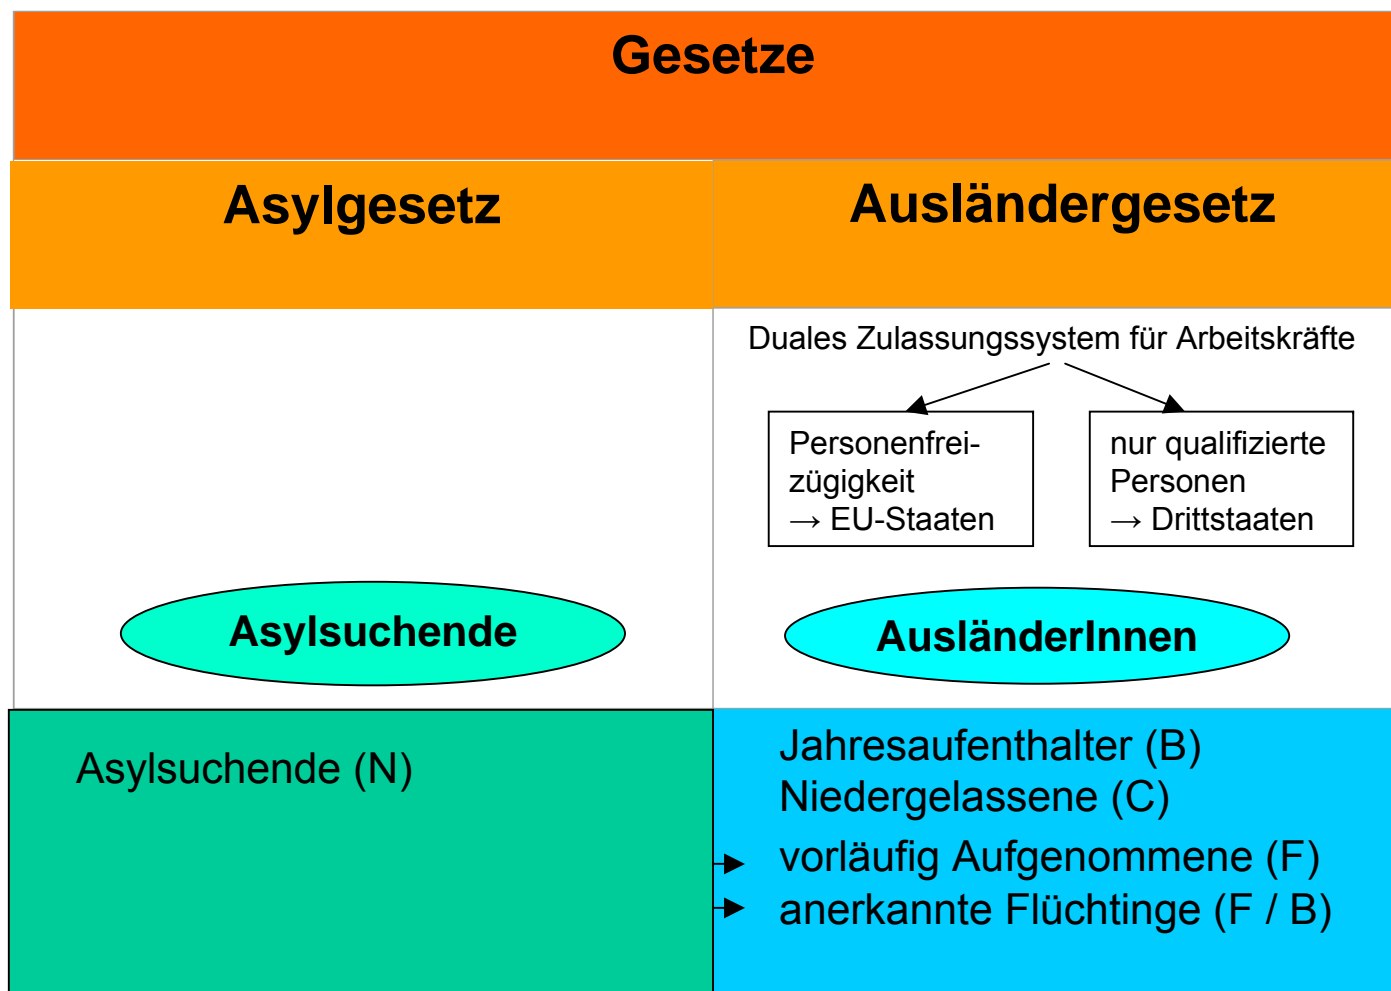 Gesetze
Asylgesetz
Ausländergesetz
Duales Zulassungssystem für Arbeitskräfte
Personenfrei-
zügigkeit
→ EU-Staaten
nur qualifizierte
Personen
→ Drittstaaten
Asylsuchende
AusländerInnen
Asylsuchende (N)
Jahresaufenthalter (B)
Niedergelassene (C)
vorläufig Aufgenommene (F)
anerkannte Flüchtinge (F / B)